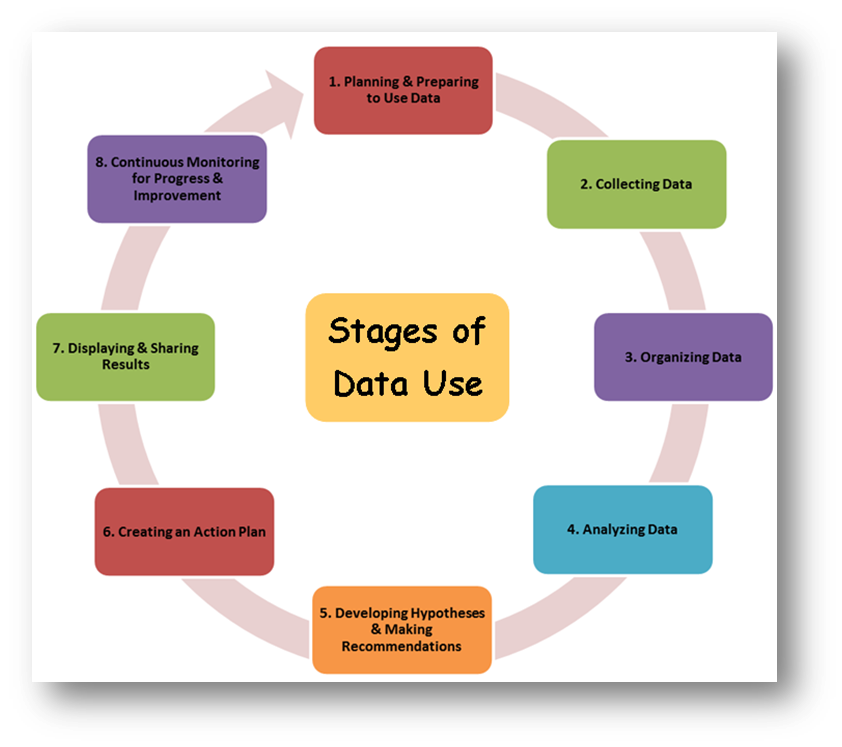 1. Planning & Preparing
to Use Data
2. Collecting Data
3. Organizing Data
4. Analyzing Data
5. Developing Hypotheses
& Making
Recommendations
6. Creating an Action Plan
7. Displaying & Sharing
Results
8. Continuous Monitoring
for Progress &
Improvement
Stages of
Data Use